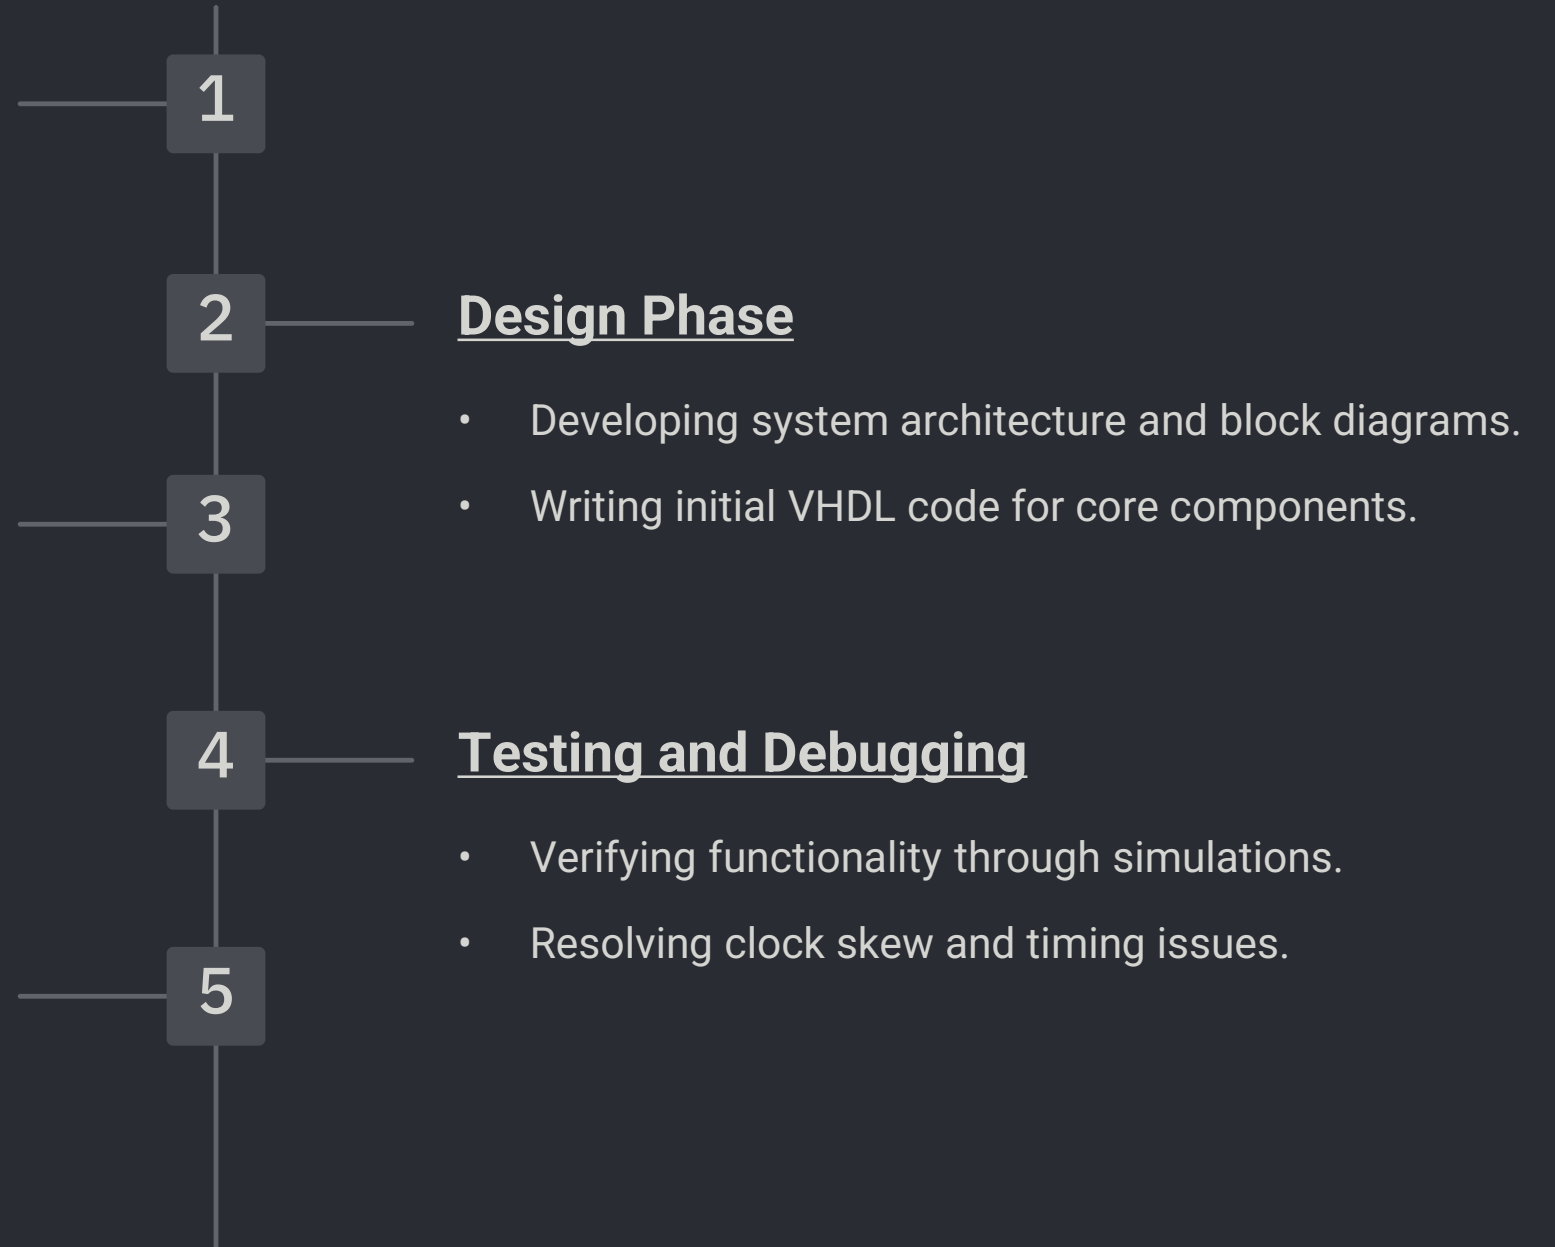 1
2
Design Phase
• Developing system architecture and block diagrams.
• Writing initial VHDL code for core components.
3
4
Testing and Debugging
• Verifying functionality through simulations.
• Resolving clock skew and timing issues.
5